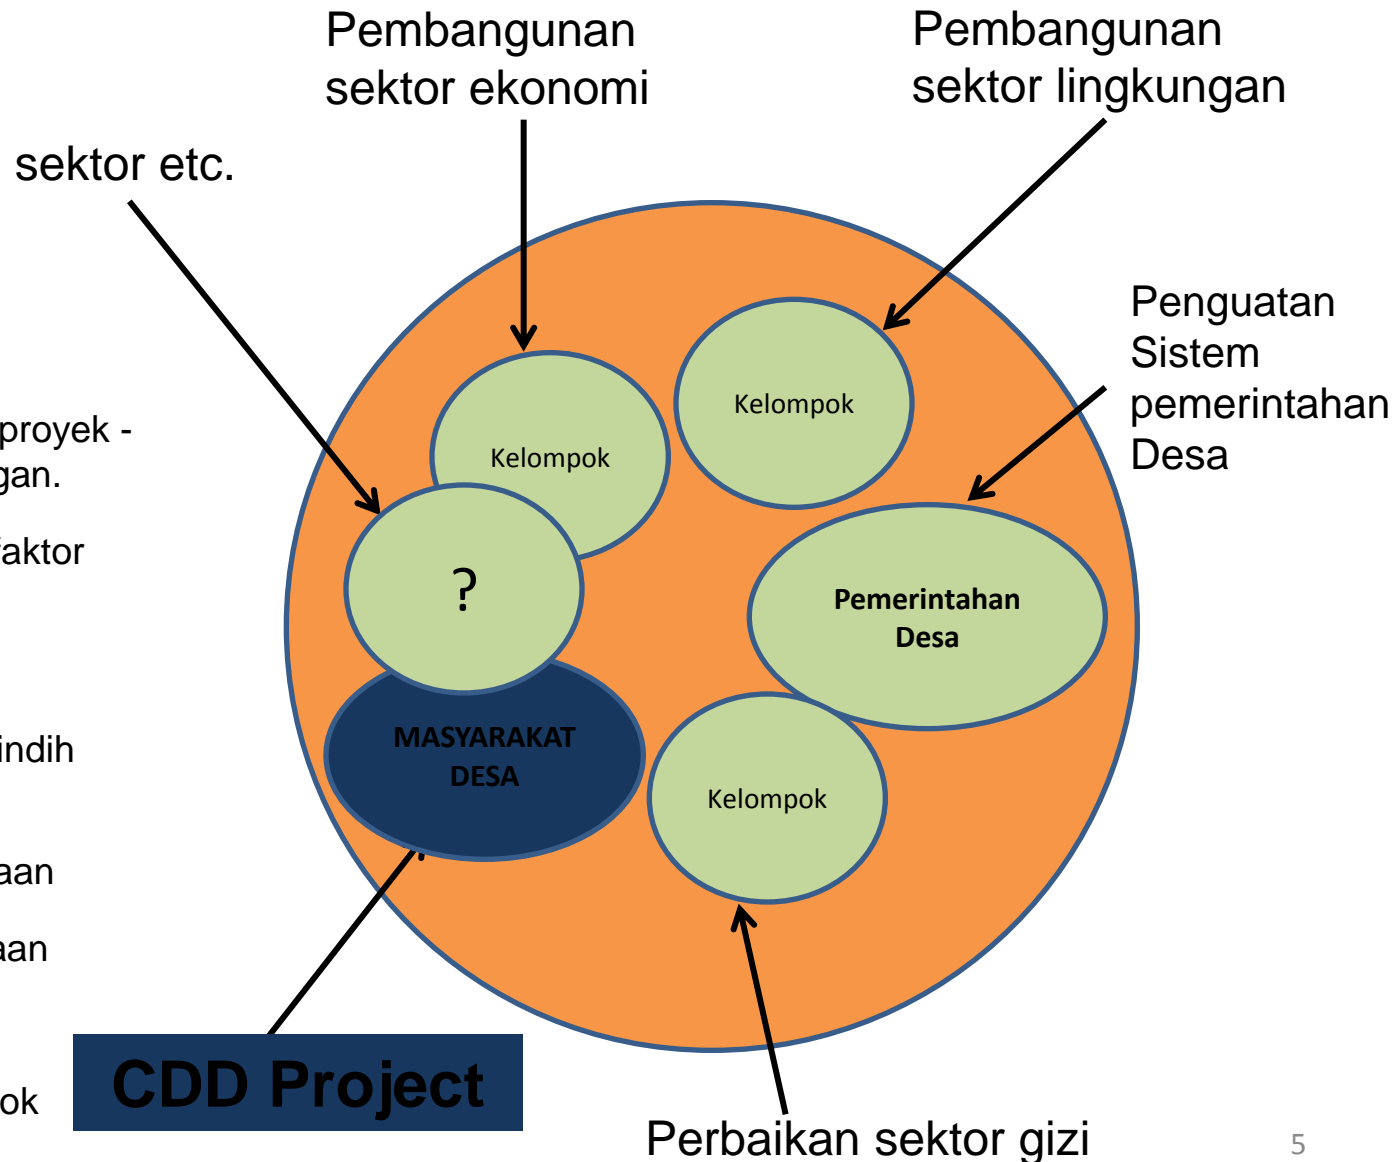 Pembangunan
sektor ekonomi
Pembangunan
sektor lingkungan
sektor etc.
Penguatan
Sistem
pemerintahan
Desa
proyek -
gan.
faktor
indih
aan
aan
ok
Kelompok
Kelompok
?
Pemerintahan
Desa
MASYARAKAT
DESA
Kelompok
CDD Project
Perbaikan sektor gizi
5